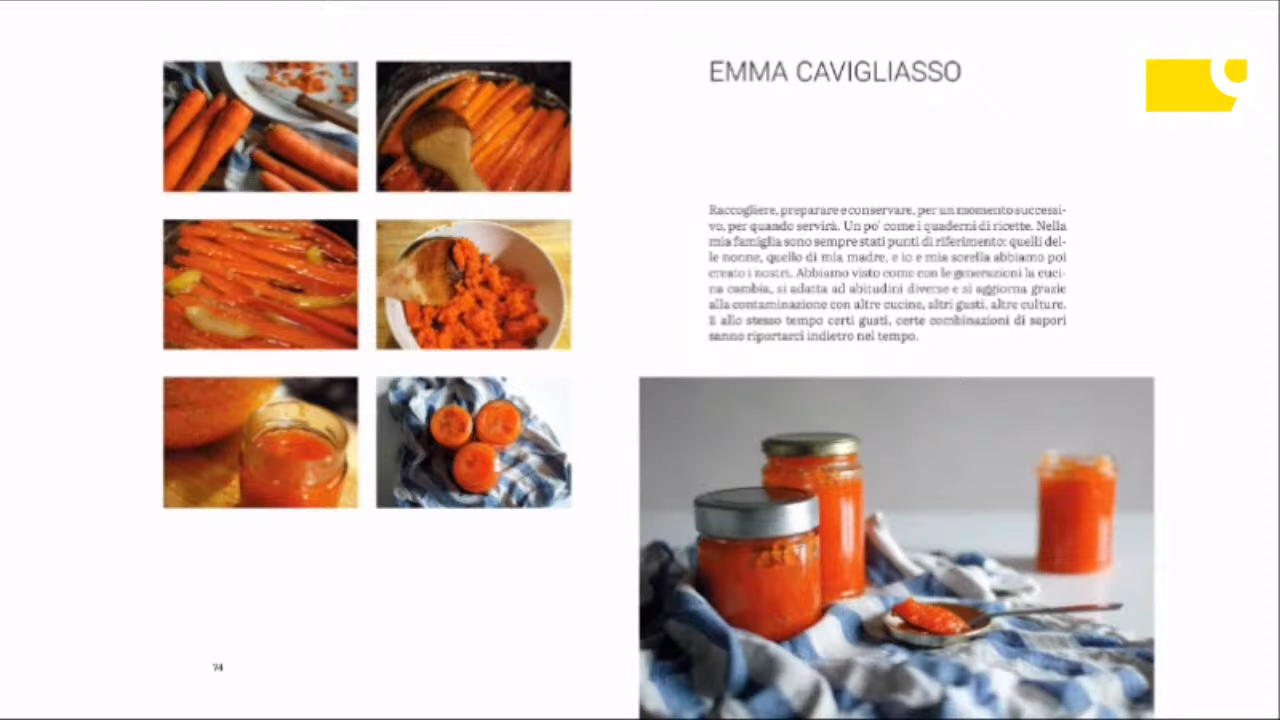 EMMA CAVIGLIASSO
Raccogliere, preparare e conservare, per un momento successi-
vo, per quando servirà. Un po' come i quaderni di ricette. Nella
mia famiglia sono sempre stati punti di riferimento: quelli del-
le nonne, quello di mia madre, e io e mia sorella abbiamo poi
creato i nostri. Abbiamo visto come con le generazioni la cuci-
na cambia, si adatta ad abitudini diverse e si aggiorna grazie
alla contaminazione con altre cucine, altri gusti, altre culture.
E allo stesso tempo certi gusti, certe combinazioni di sapori
sanno riportarci indietro nel tempo.
74